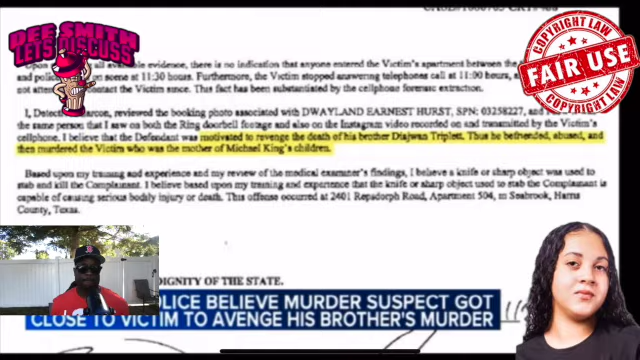 DEE SMITH
LETS DISCUSS
COPYRIGHT LAW
FAIR USE
COPYRIGHT LAW
all available evidence, there is no indication that anyone entered the Victim's apartment between the
and police scene at 11:30 hours. Furthermore, the Victim stopped answering telephones call at 11:00 hours,
not contact the Victim since. This fact has been substantiated by the cellphone forensic extraction.
I, reviewed the booking photo associated with DWAYLAND EARNEST HURST, SPN: 03258227, and
the same person that I saw on both the Ring doorbell footage and also on the Instagram video recorded on and transmitted by the Victim's
cellphone. I believe that the Defendant was motivated to revenge the death of his brother Diajwan Triplett. Thus he befriended, abused, and
then murdered the Victim who was the mother of Michael King's children.
Based upon my training and experience and my review of the medical examiner's findings, I believe a knife or sharp object was used to
stab and kill the Complainant. I believe based upon my training and experience that the knife or sharp object used to stab the Complainant is
capable of causing serious bodily injury or death. This offense occurred at 2401 Repsdorph Road, Apartment in Seabrook, Harris
County, Texas.
DIGNITY OF THE STATE.
POLICE BELIEVE MURDER SUSPECT GOT
CLOSE TO VICTIM TO AVENGE HIS BROTHER'S MURDER